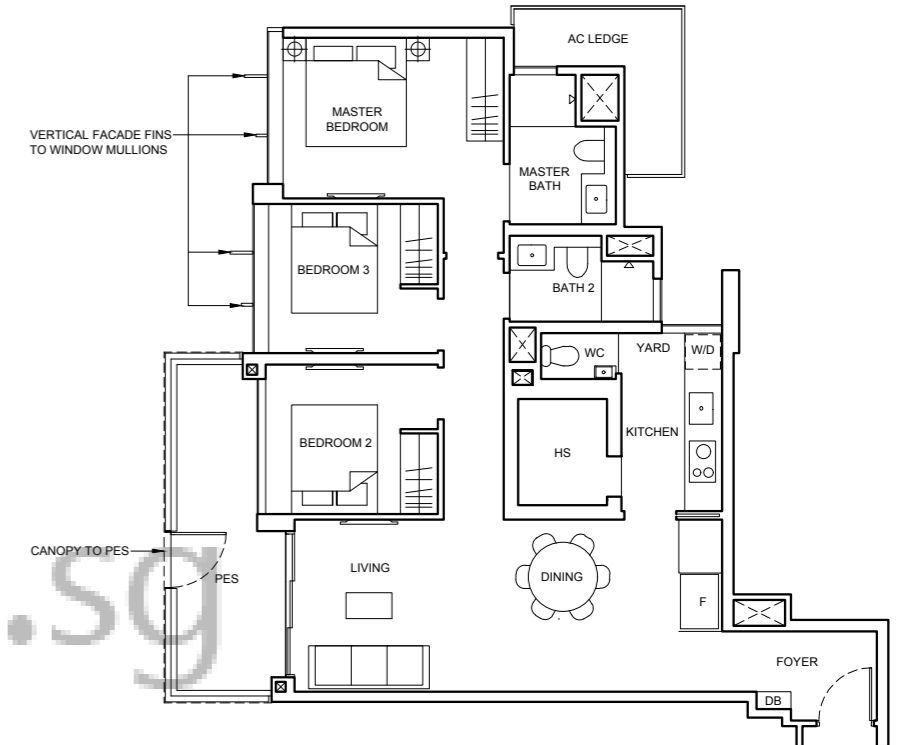 AC LEDGE
X
MASTER
BEDROOM
VERTICAL FACADE FINS
TO WINDOW MULLIONS
MASTER
BATH
BEDROOM 3
BATH 2
X
WC
YARD
W/D
BEDROOM 2
KITCHEN
HS
CANOPY TO PES
PES
LIVING
DINING
F
.sg
FOYER
DB